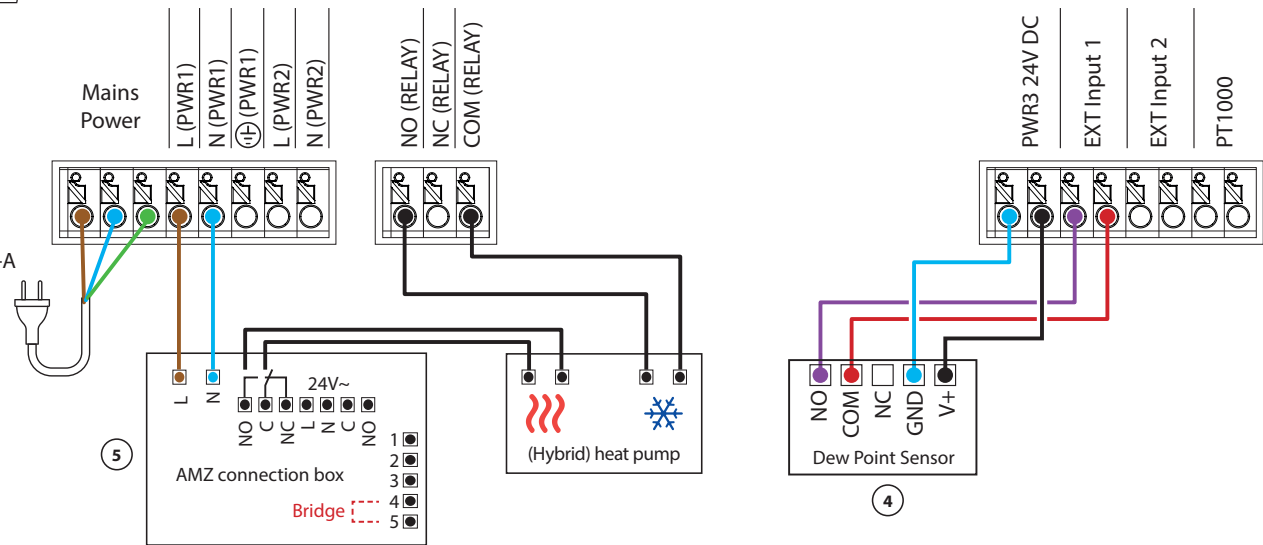 Mains
Power
L (PWR1)
N (PWR1)
(PWR1)
L (PWR2)
N (PWR2)
NO (RELAY)
NC (RELAY)
COM (RELAY)
PWR3 24V DC
EXT Input 1
EXT Input 2
PT1000
-A
L
N
24V~
NO
C
NC
L
N
C
NO
1
2
3
4
5
AMZ connection box
Bridge
5
(Hybrid) heat pump
NO
COM
NC
GND
V+
Dew Point Sensor
4